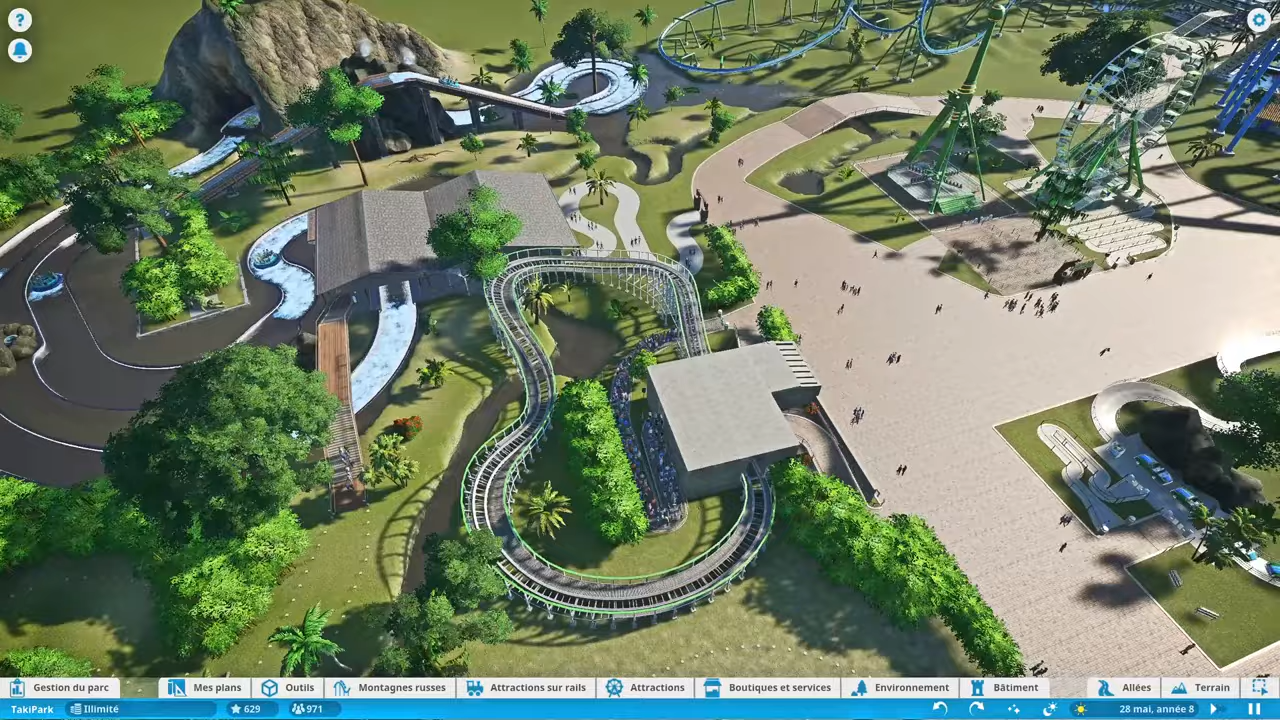 ?
Gestion du parc
Mes plans
Outils
Montagnes russes
Attractions sur rails
Attractions
Boutiques et services
Environnement
Bâtiment
Allées
Terrain
TakiPark
Illimité
629
971
28 mai, année 8